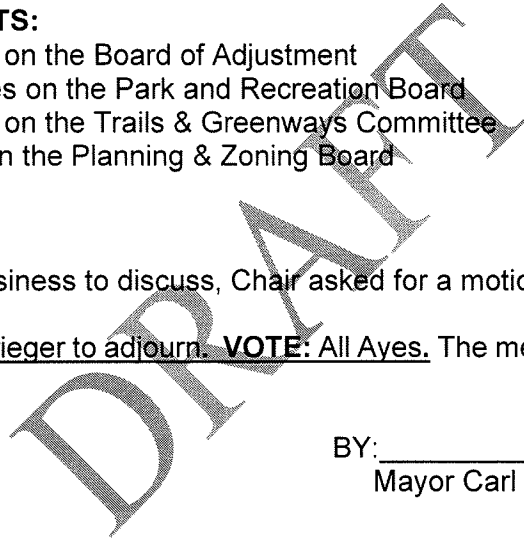 TS:
on the Board of Adjustment
es on the Park and Recreation Board
on the Trails & Greenways Committee
n the Planning & Zoning Board
siness to discuss, Chair asked for a motic
ieger to adjourn. VOTE: All Ayes. The me
BY:
Mayor Carl
DRAFT